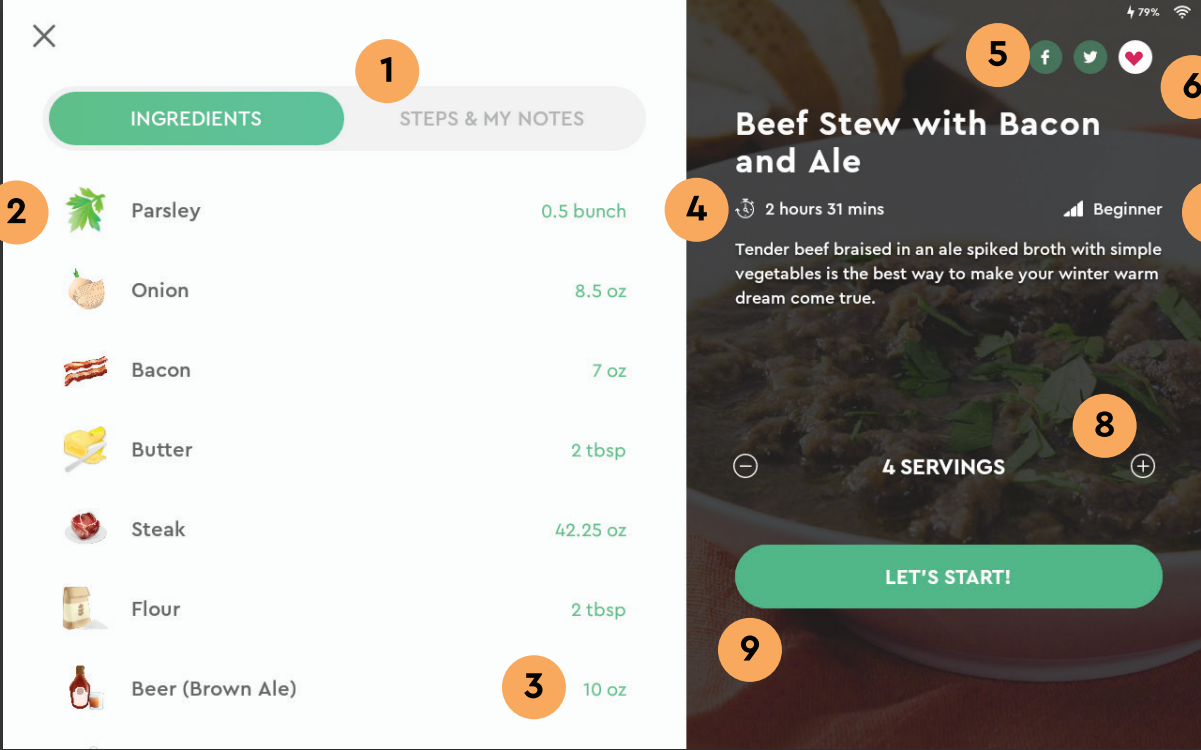 79%
1
5
6
INGREDIENTS
STEPS & MY NOTES
Beef Stew with Bacon
and Ale
2
Parsley
0.5 bunch
4
2 hours 31 mins
Beginner
Tender beef braised in an ale spiked broth with simple
vegetables is the best way to make your winter warm
dream come true.
Onion
8.5 oz
Bacon
7 oz
8
Butter
2 tbsp
4 SERVINGS
Steak
42.25 oz
LET'S START!
Flour
2 tbsp
9
3
Beer (Brown Ale)
10 oz